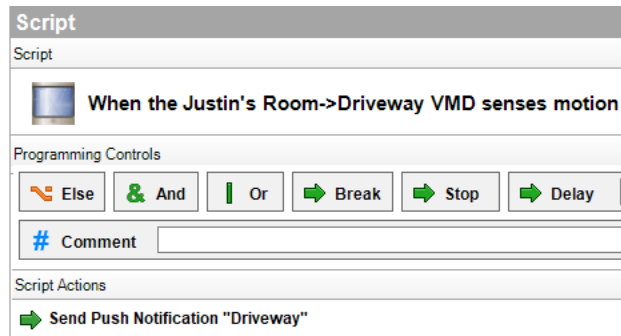 Script
Script
When the Justin's Room->Driveway VMD senses motion
Programming Controls
Else & And | Or Break Stop Delay
# Comment
Script Actions
Send Push Notification "Driveway"